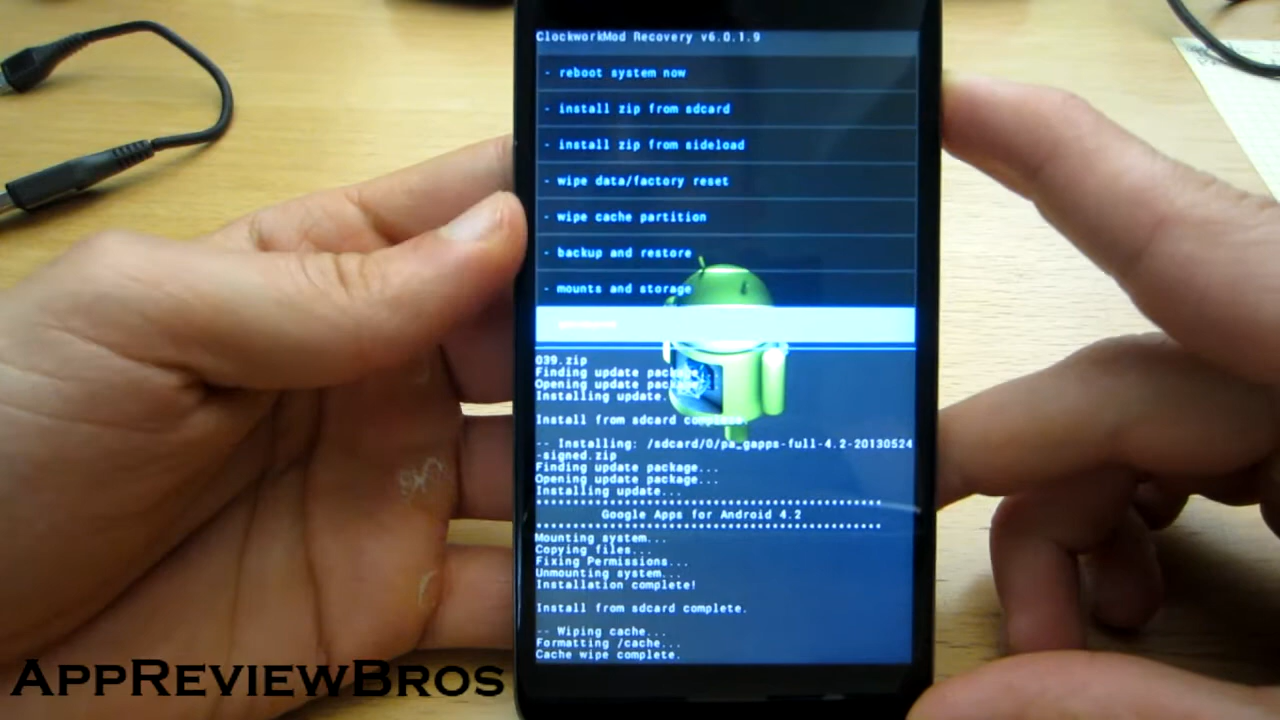 ClockworkMod Recovery v6.0.1.9
- reboot system now
- install zip from sdcard
- install zip from sideload
- wipe data/factory reset
- wipe cache partition
- backup and restore
- mounts and storage
039.zip
Finding update package
Opening update package
Installing update.
Install from sdcard complete.
-- Installing: /sdcard/0/pa_gapps-full-4.2-20130524
-signed.zip
Finding update package...
Opening update package...
Installing update...
Google Apps for Android 4.2
Mounting system...
Copying files...
Fixing Permissions...
Unmounting system...
Installation complete!
Install from sdcard complete.
-- Wiping cache...
Formatting /cache...
Cache wipe complete.
AppReviewBros